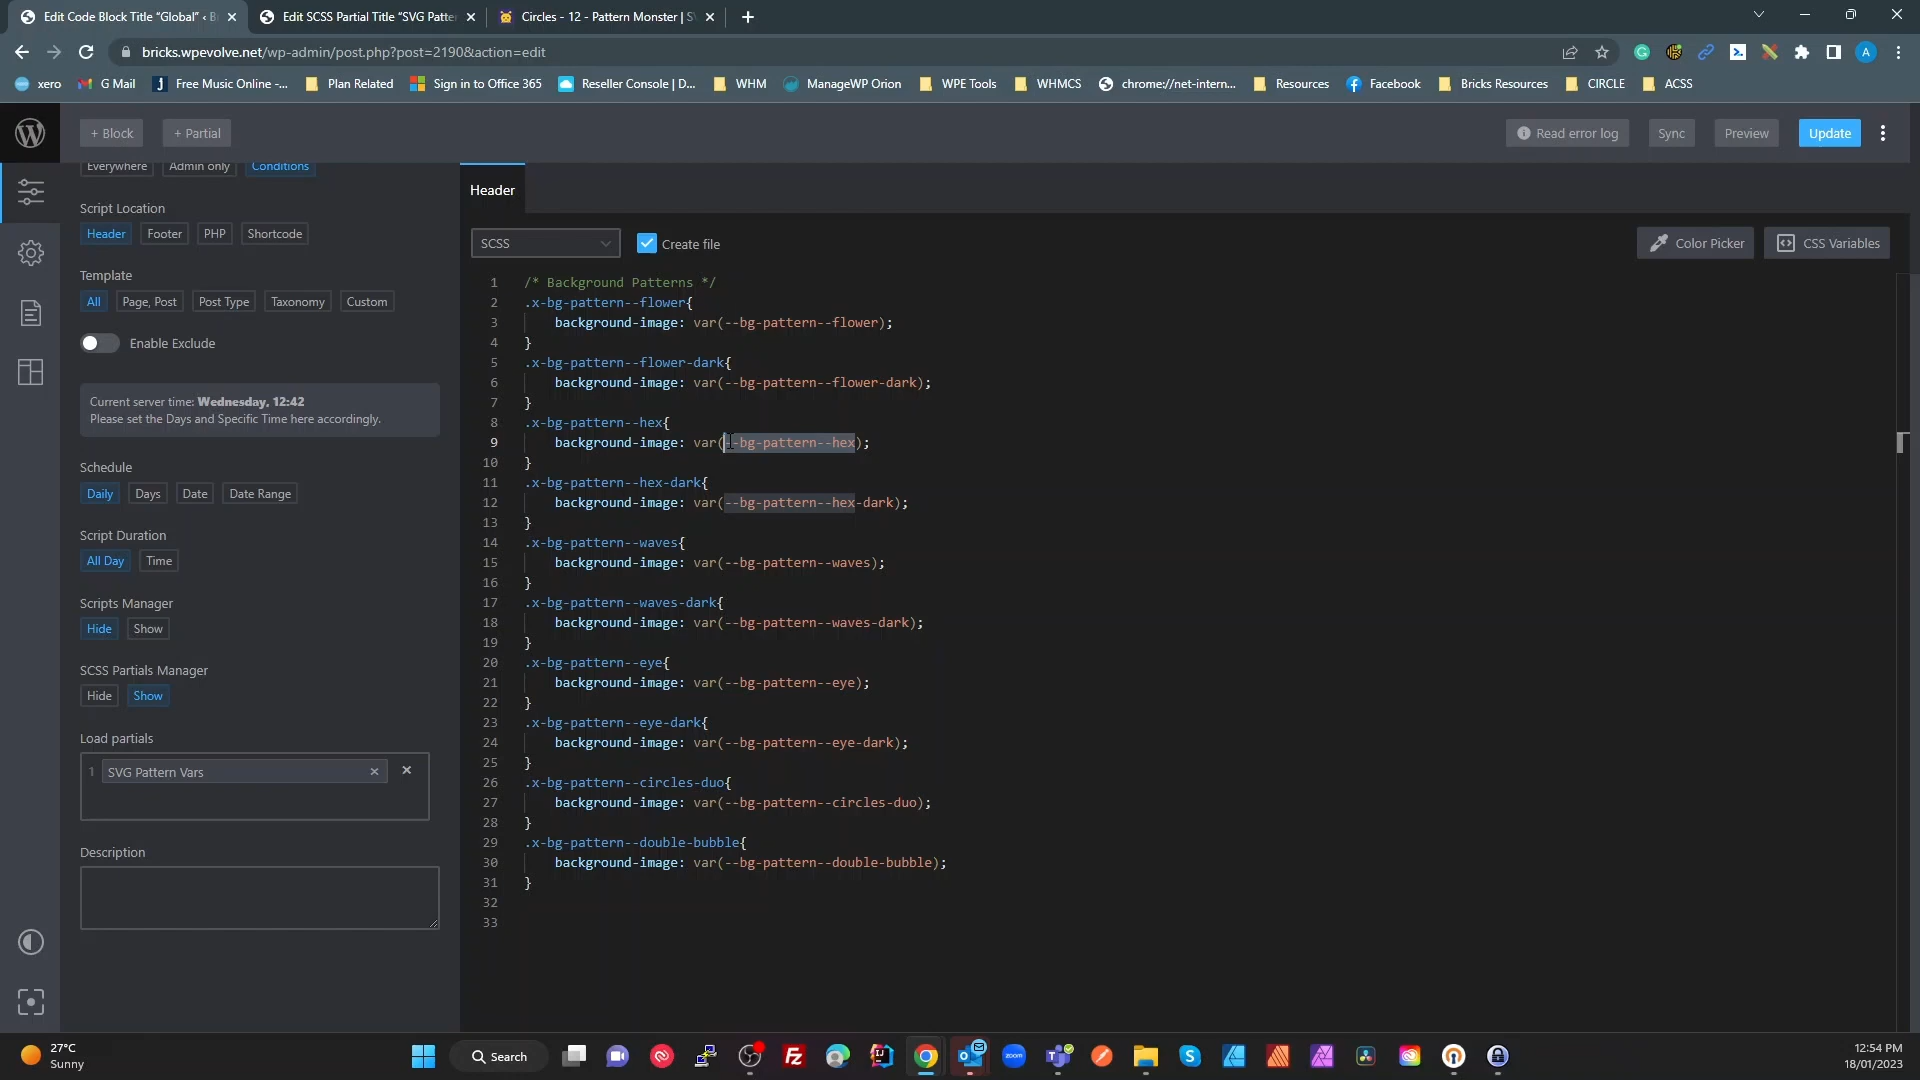 Edit Code Block Title “Global” ‹ B
Edit SCSS Partial Title “SVG Patter
Circles - 12 - Pattern Monster | S
bricks.wpevolve.net/wp-admin/post.php?post=2190&action=edit
xero
G Mail
Free Music Online -...
Plan Related
Sign in to Office 365
Reseller Console | D...
WHM
ManageWP Orion
WPE Tools
WHMCS
chrome://net-intern...
Resources
Facebook
Bricks Resources
CIRCLE
ACSS
+ Block
+ Partial
Read error log
Sync
Preview
Update
Everywhere
Admin only
Conditions
Script Location
Header
Footer
PHP
Shortcode
Template
All
Page, Post
Post Type
Taxonomy
Custom
Enable Exclude
Current server time: Wednesday, 12:42
Please set the Days and Specific Time here accordingly.
Schedule
Daily
Days
Date
Date Range
Script Duration
All Day
Time
Scripts Manager
Hide
Show
SCSS Partials Manager
Hide
Show
Load partials
1 SVG Pattern Vars
Description
Header
SCSS
Create file
Color Picker
CSS Variables
1 /* Background Patterns */
2 .x-bg-pattern--flower{
3 background-image: var(--bg-pattern--flower);
4 }
5 .x-bg-pattern--flower-dark{
6 background-image: var(--bg-pattern--flower-dark);
7 }
8 .x-bg-pattern--hex{
9 background-image: var(--bg-pattern--hex);
10 }
11 .x-bg-pattern--hex-dark{
12 background-image: var(--bg-pattern--hex-dark);
13 }
14 .x-bg-pattern--waves{
15 background-image: var(--bg-pattern--waves);
16 }
17 .x-bg-pattern--waves-dark{
18 background-image: var(--bg-pattern--waves-dark);
19 }
20 .x-bg-pattern--eye{
21 background-image: var(--bg-pattern--eye);
22 }
23 .x-bg-pattern--eye-dark{
24 background-image: var(--bg-pattern--eye-dark);
25 }
26 .x-bg-pattern--circles-duo{
27 background-image: var(--bg-pattern--circles-duo);
28 }
29 .x-bg-pattern--double-bubble{
30 background-image: var(--bg-pattern--double-bubble);
31 }
32
33
27°C
Sunny
Search
zoom
12:54 PM
18/01/2023